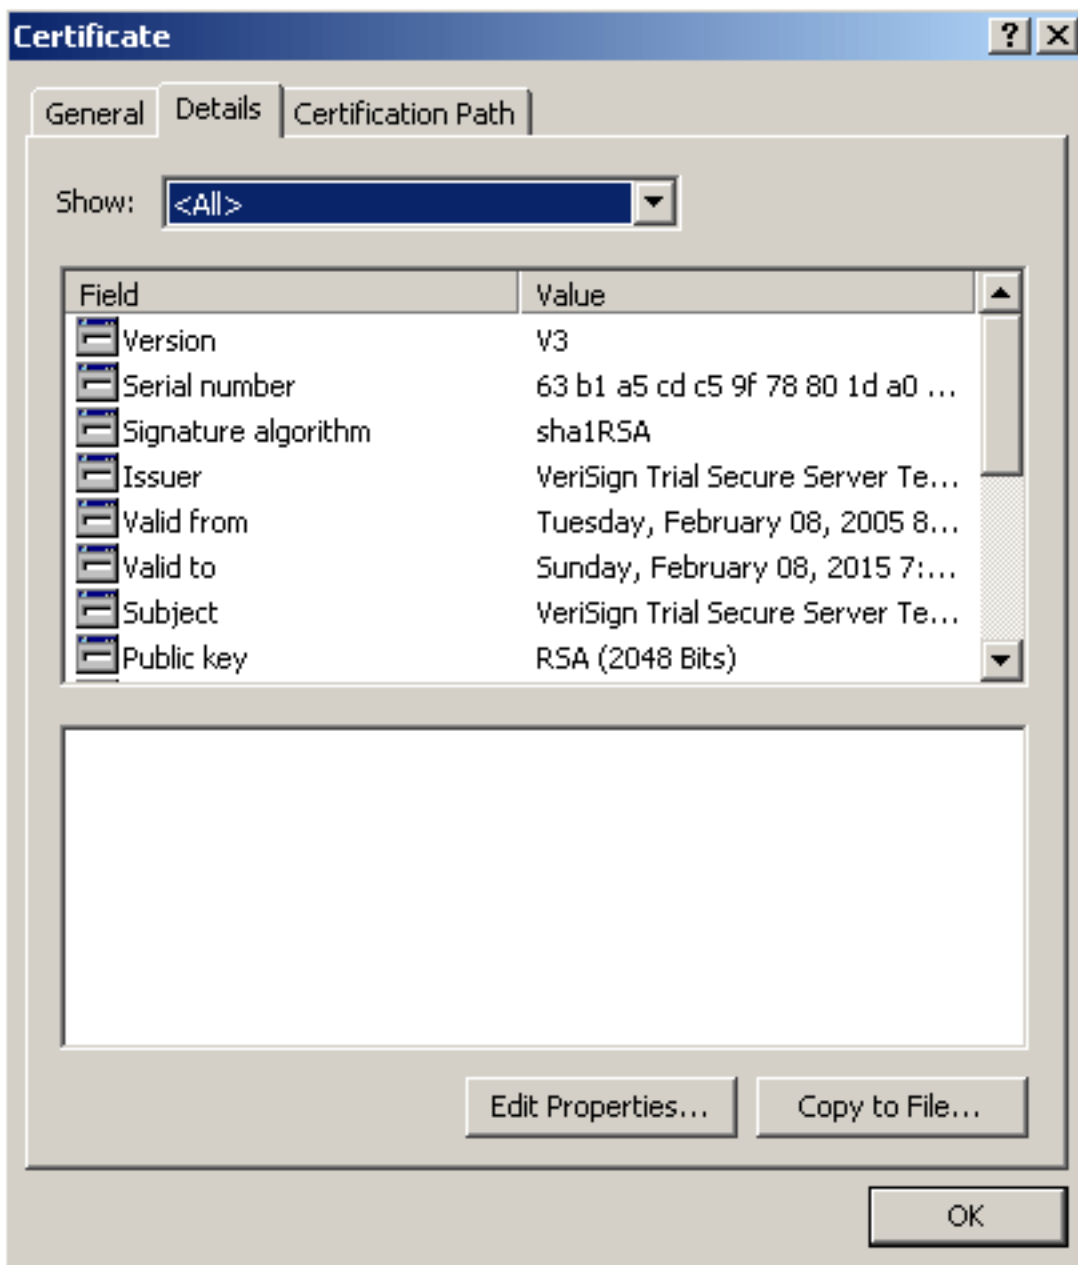 Certificate
General Details Certification Path
Show: <All>
Field Value
Version V3
Serial number 63 b1 a5 cd c5 9f 78 80 1d a0 ...
Signature algorithm sha1RSA
Issuer VeriSign Trial Secure Server Te...
Valid from Tuesday, February 08, 2005 8...
Valid to Sunday, February 08, 2015 7:...
Subject VeriSign Trial Secure Server Te...
Public key RSA (2048 Bits)
Edit Properties... Copy to File...
OK